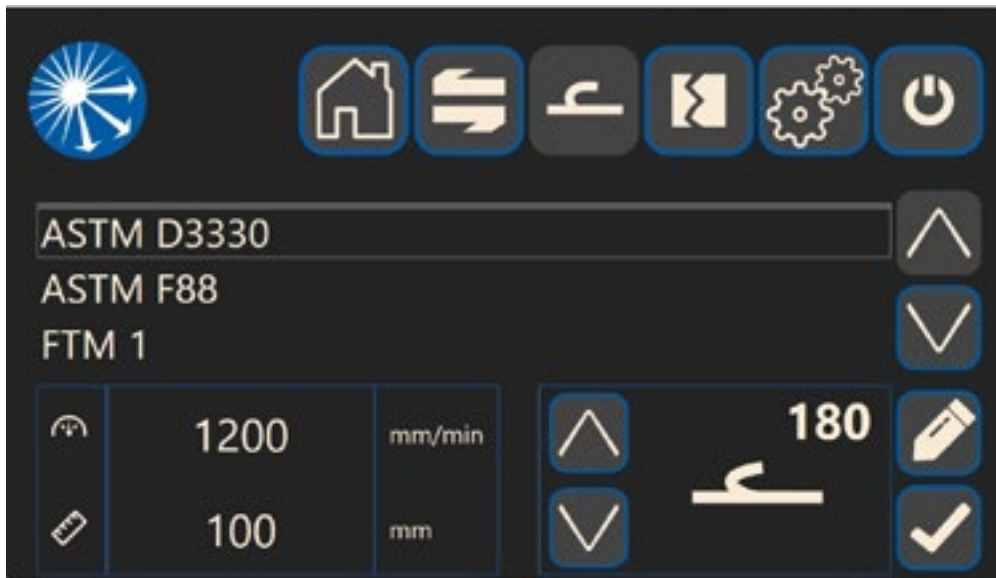 ASTM D3330
ASTM F88
FTM 1
1200 mm/min
180
100 mm